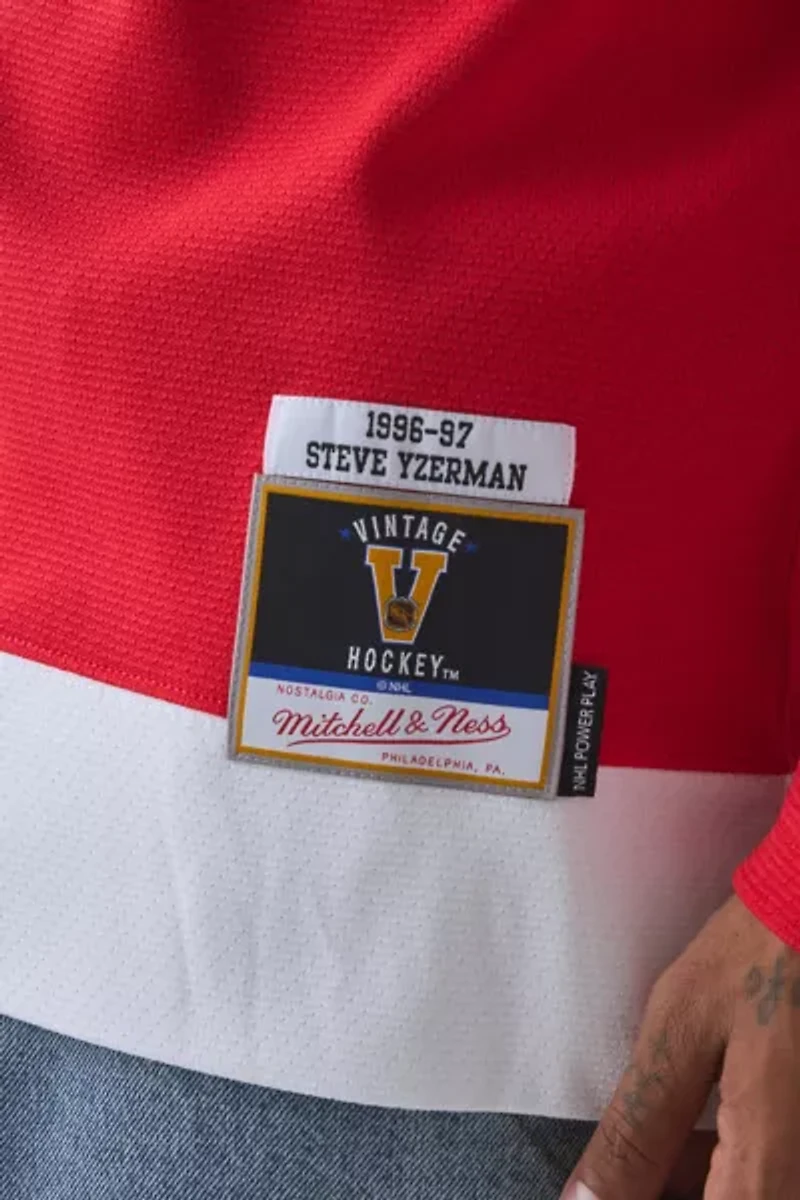 1996-97
STEVE YZERMAN
VINTAGE
V
HOCKEY™
© NHL
NOSTALGIA CO.
Mitchell & Ness
PHILADELPHIA, PA.
NHL POWER PLAY